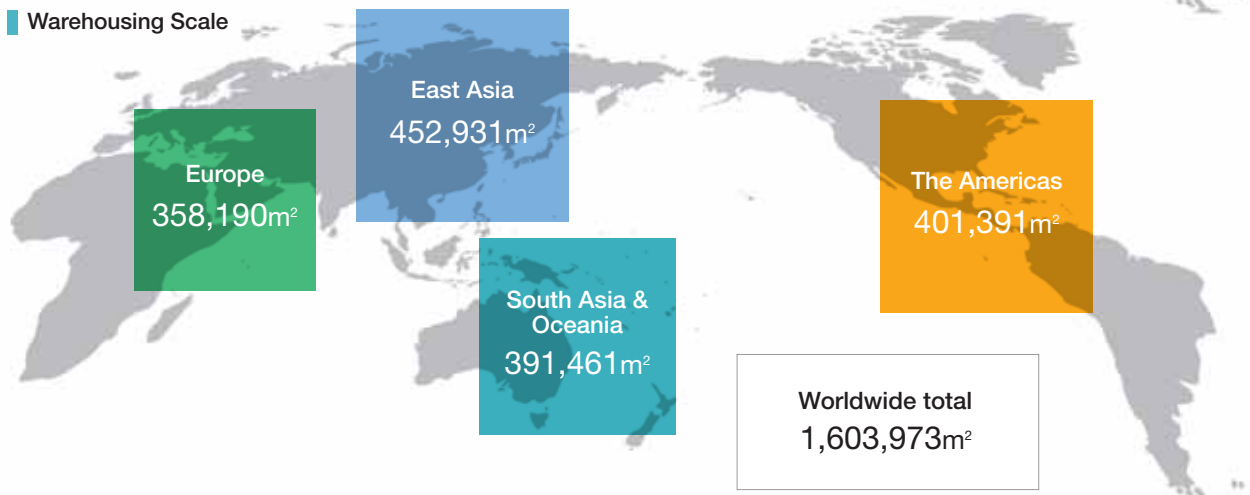 Warehousing Scale
East Asia
452,931m²
Europe
358,190m²
The Americas
401,391m²
South Asia &
Oceania
391,461m²
Worldwide total
1,603,973m²